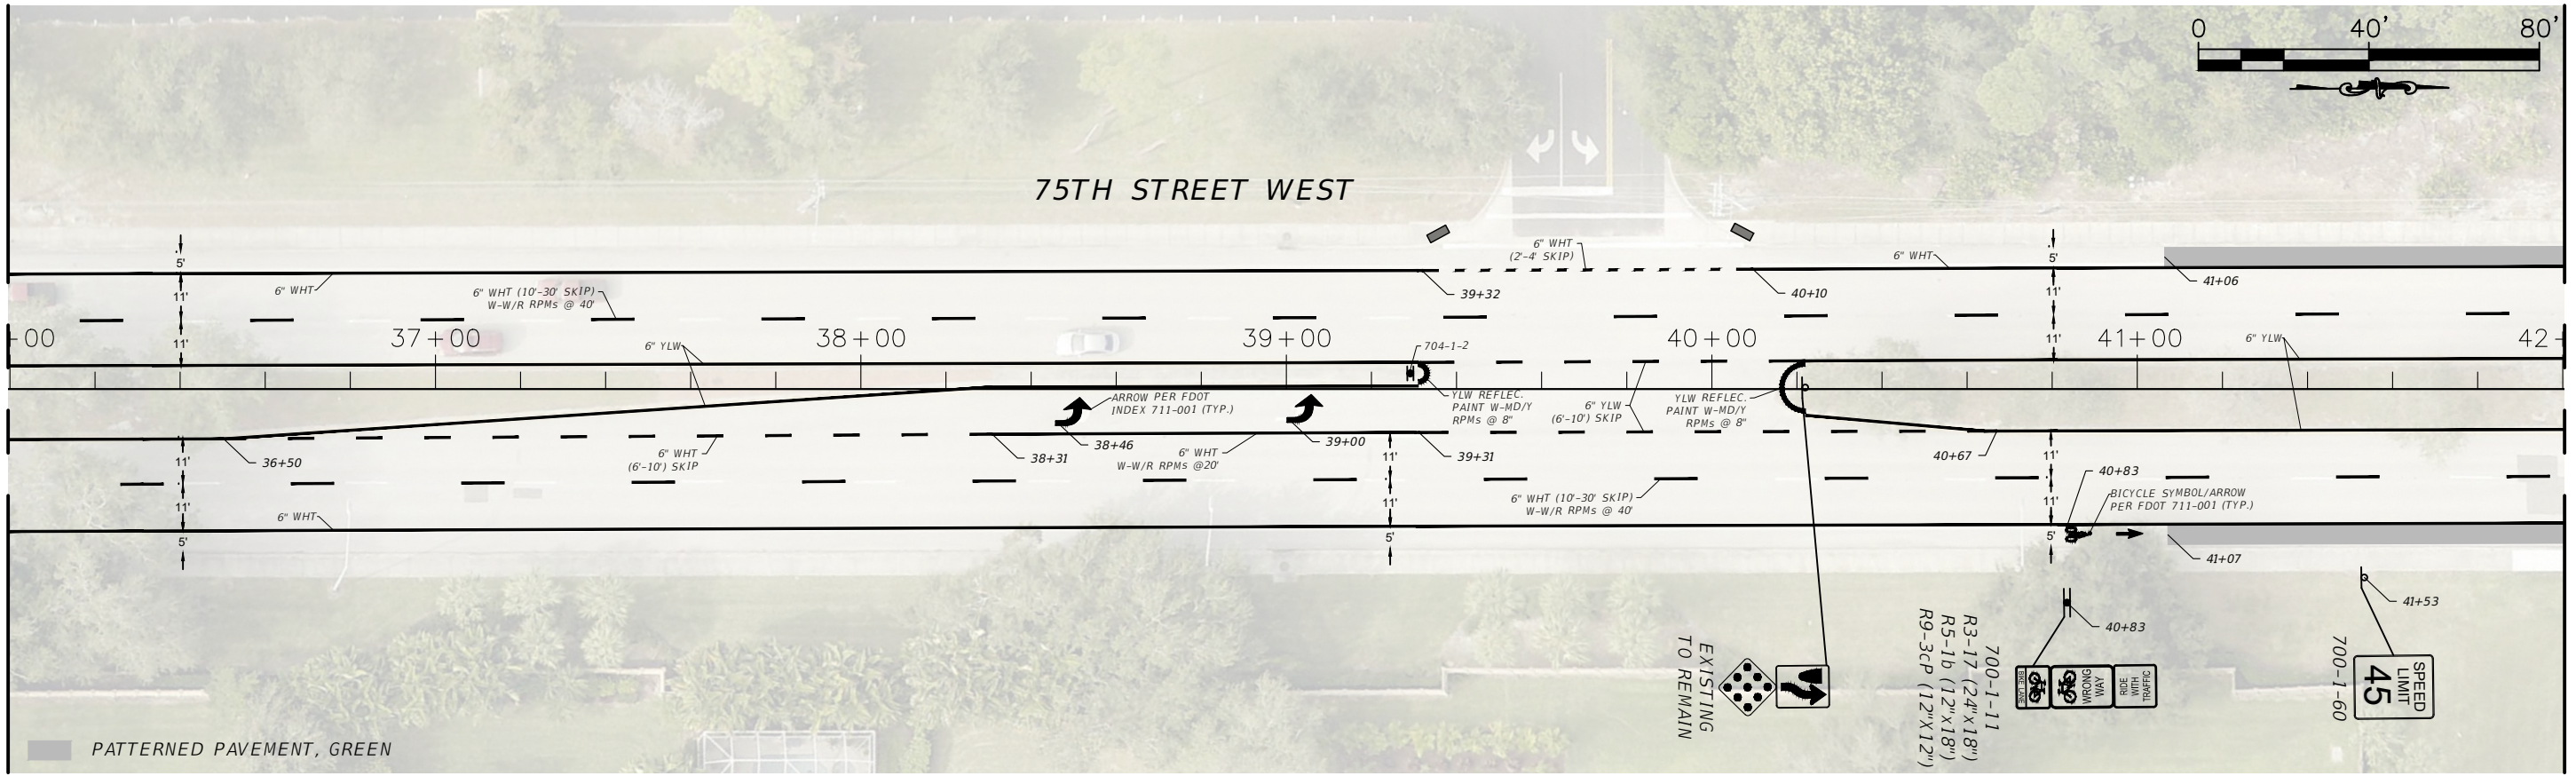 0 40' 80'
75TH STREET WEST
5'
11'
11'
6" WHT
6" WHT (10'-30' SKIP)
W-W/R RPMs @ 40'
6" WHT
(2'-4' SKIP)
39+32
40+10
6" WHT
5'
11'
11'
41+06
+00
37+00
38+00
39+00
40+00
41+00
42
6" YLW
704-1-2
6" YLW
YLW REFLEC.
PAINT W-MD/Y
RPMs @ 8"
6" YLW
(6'-10') SKIP
YLW REFLEC.
PAINT W-MD/Y
RPMs @ 8"
ARROW PER FDOT
INDEX 711-001 (TYP.)
36+50
6" WHT
(6'-10') SKIP
38+31
38+46
6" WHT
W-W/R RPMs @20'
39+00
39+31
40+67
11'
11'
5'
11'
11'
5'
11'
11'
5'
6" WHT
6" WHT (10'-30' SKIP)
W-W/R RPMs @ 40'
40+83
BICYCLE SYMBOL/ARROW
PER FDOT 711-001 (TYP.)
41+07
41+53
40+83
EXISTING
TO REMAIN
700-1-11
R3-17 (24"x18")
R5-1b (12"x18")
R9-3cP (12"X12")
BIKE LANE
WRONG
WAY
RIDE
WITH
TRAFFIC
700-1-60
SPEED
LIMIT
45
PATTERNED PAVEMENT, GREEN